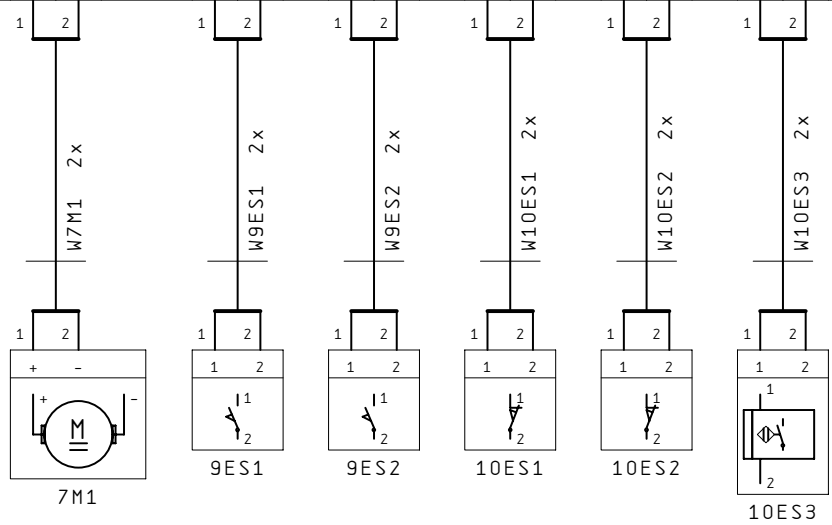 1 2 1 2 1 2 1 2 1 2 1 2
W7M1 2x
W9ES1 2x
W9ES2 2x
W10ES1 2x
W10ES2 2x
W10ES3 2x
1 2 1 2 1 2 1 2 1 2 1 2
+ - 1 2 1 2 1 2 1 2 1 2
+ - 1 1 1 1 1
M
2 2 2 2
9ES1 9ES2 10ES1 10ES2
2
7M1
10ES3